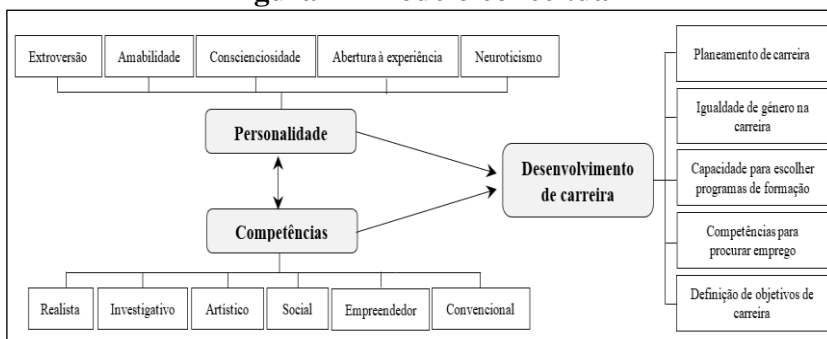 Extroversão
Amabilidade
Conscienciosidade
Abertura à experiência
Neuroticismo
Personalidade
Competências
Realista
Investigativo
Artístico
Social
Empreendedor
Convencional
Desenvolvimento
de carreira
Planeamento de carreira
Igualdade de género na
carreira
Capacidade para escolher
programas de formação
Competências para
procurar emprego
Definição de objetivos de
carreira